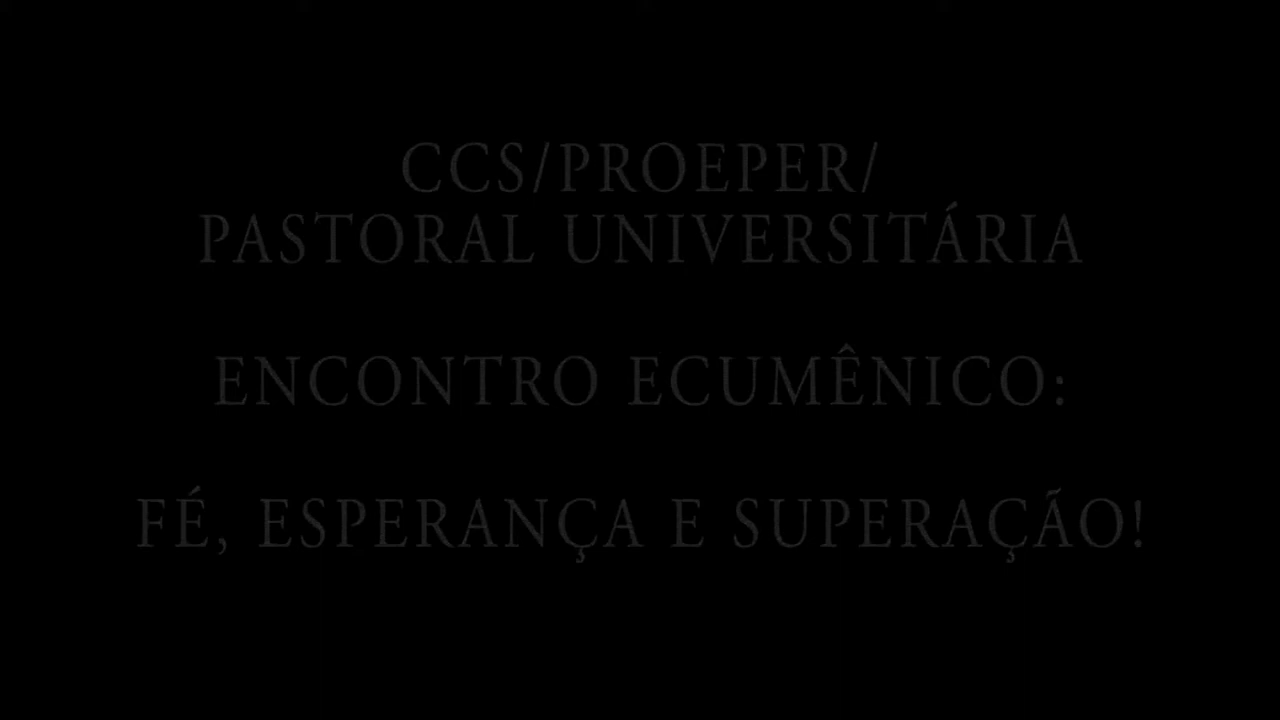 CCS/PROEPER/
PASTORAL UNIVERSITÁRIA
ENCONTRO ECUMÊNICO:
FÉ, ESPERANÇA E SUPERAÇÃO!